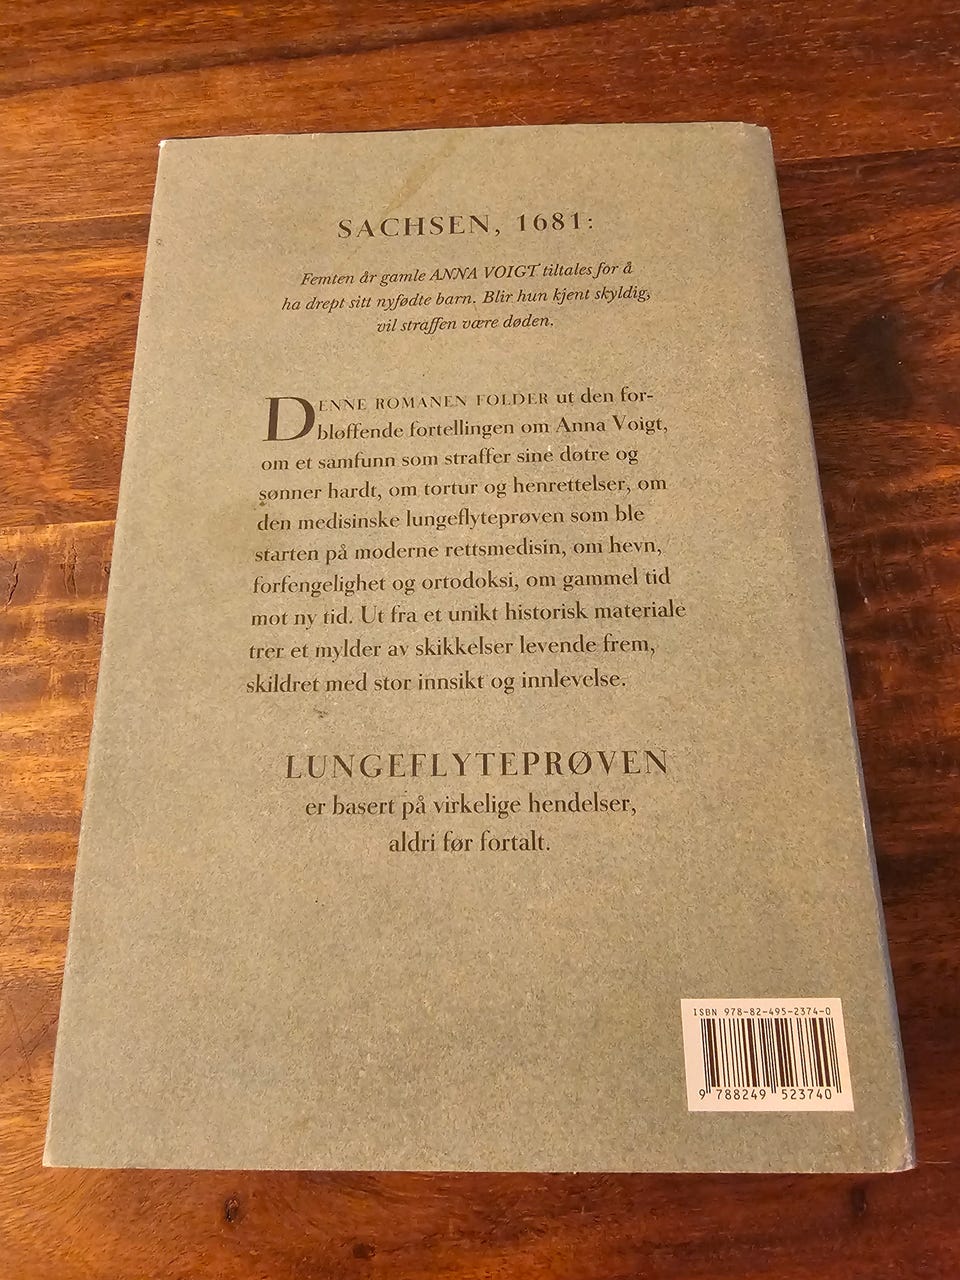 SACHSEN, 1681:
Femten år gamle ANNA VOIGT tiltales for å
ha drept sitt nyfødte barn. Blir hun kjent skyldig,
vil straffen være døden.
DENNE ROMANEN FOLDER ut den for-
bløffende fortellingen om Anna Voigt,
om et samfunn som straffer sine døtre og
sønner hardt, om tortur og henrettelser, om
den medisinske lungeflyteprøven som ble
starten på moderne rettsmedisin, om hevn,
forfengelighet og ortodoksi, om gammel tid
mot ny tid. Ut fra et unikt historisk materiale
trer et mylder av skikkelser levende frem,
skildret med stor innsikt og innlevelse.
LUNGEFLYTEPRØVEN
er basert på virkelige hendelser,
aldri før fortalt.
ISBN 978-82-495-2374-0
9 788249 523740